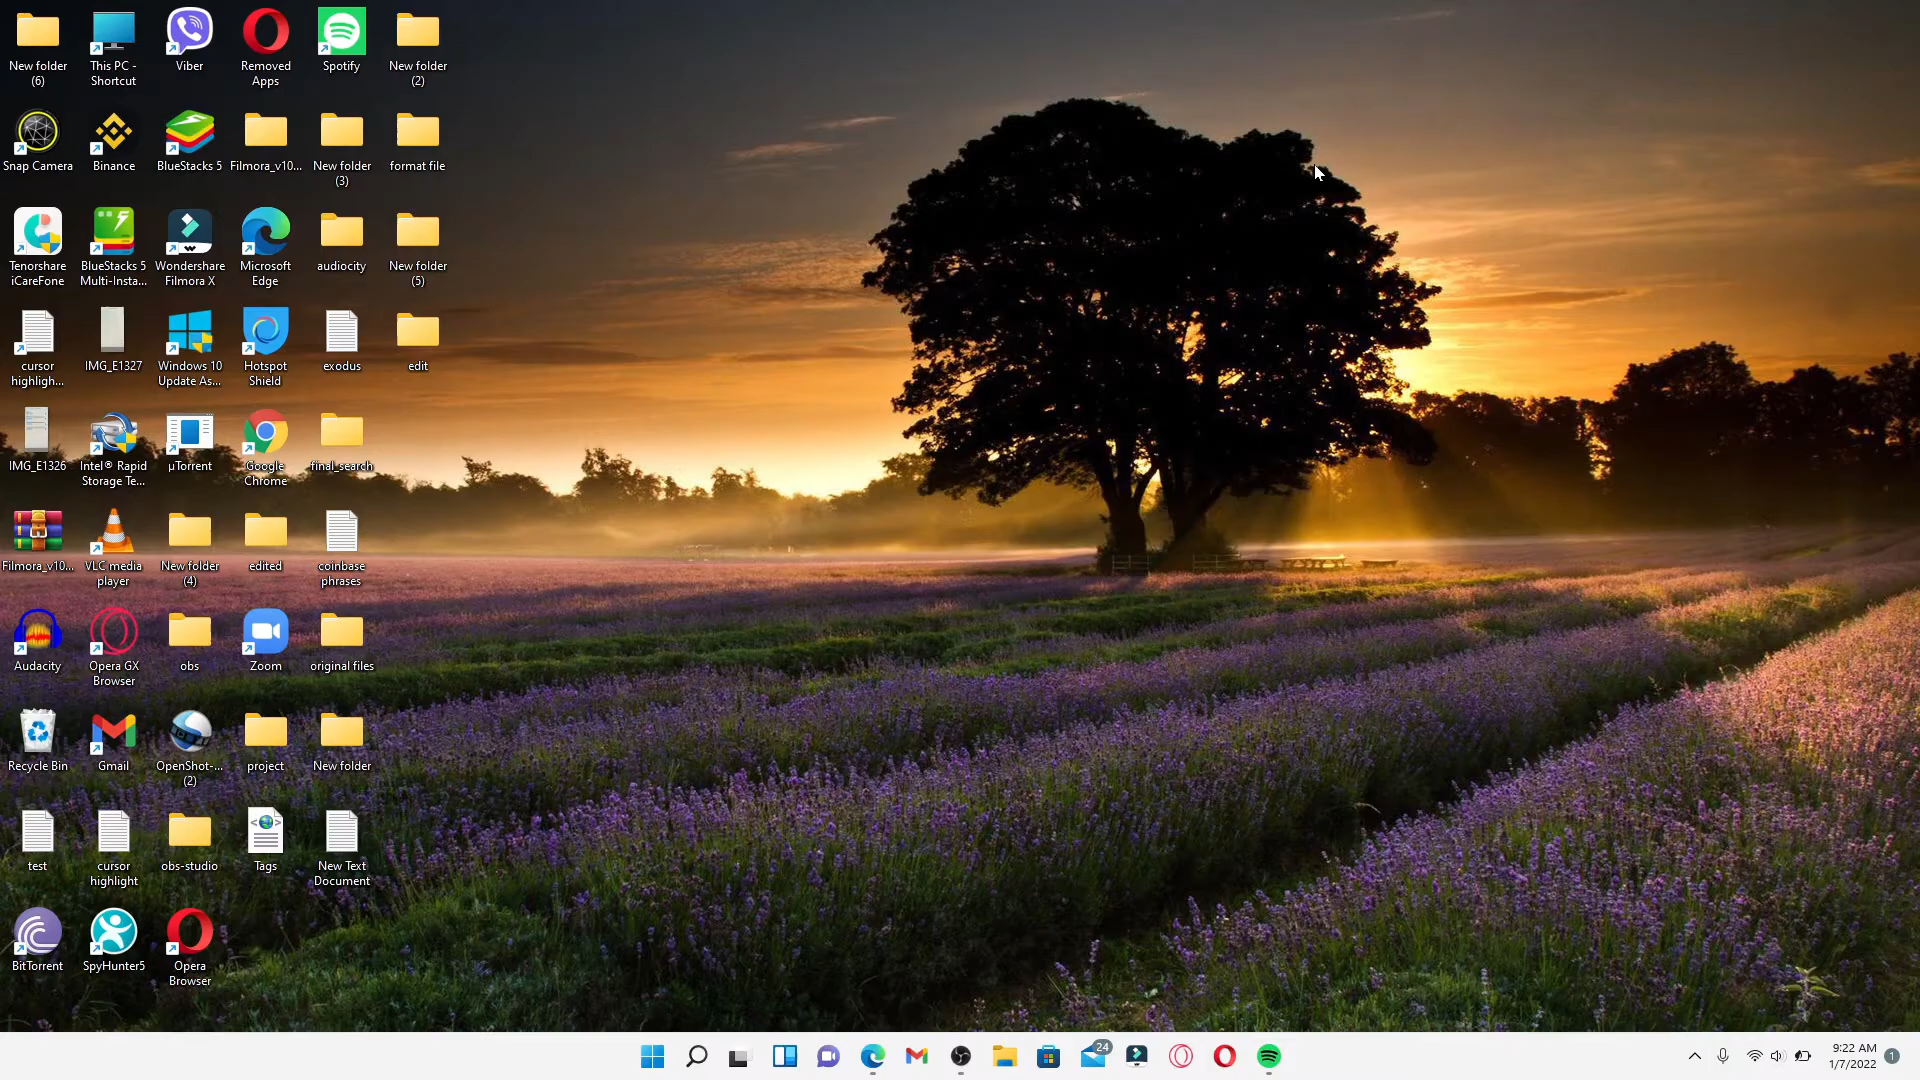 New folder
(6)
This PC -
Shortcut
Viber
Removed
Apps
Spotify
New folder
(2)
Snap Camera
Binance
BlueStacks 5
Filmora_v10...
New folder
(3)
format file
Tenorshare
iCareFone
BlueStacks 5
Multi-Insta...
Wondershare
Filmora X
Microsoft
Edge
audiocity
New folder
(5)
cursor
highligh...
IMG_E1327
Windows 10
Update As...
Hotspot
Shield
exodus
edit
IMG_E1326
Intel® Rapid
Storage Te...
µTorrent
Google
Chrome
final_search
Filmora_v10...
VLC media
player
New folder
(4)
edited
coinbase
phrases
Audacity
Opera GX
Browser
obs
Zoom
original files
Recycle Bin
Gmail
OpenShot-...
(2)
project
New folder
test
cursor
highlight
obs-studio
Tags
New Text
Document
BitTorrent
SpyHunter5
Opera
Browser
24
9:22 AM
1/7/2022
1